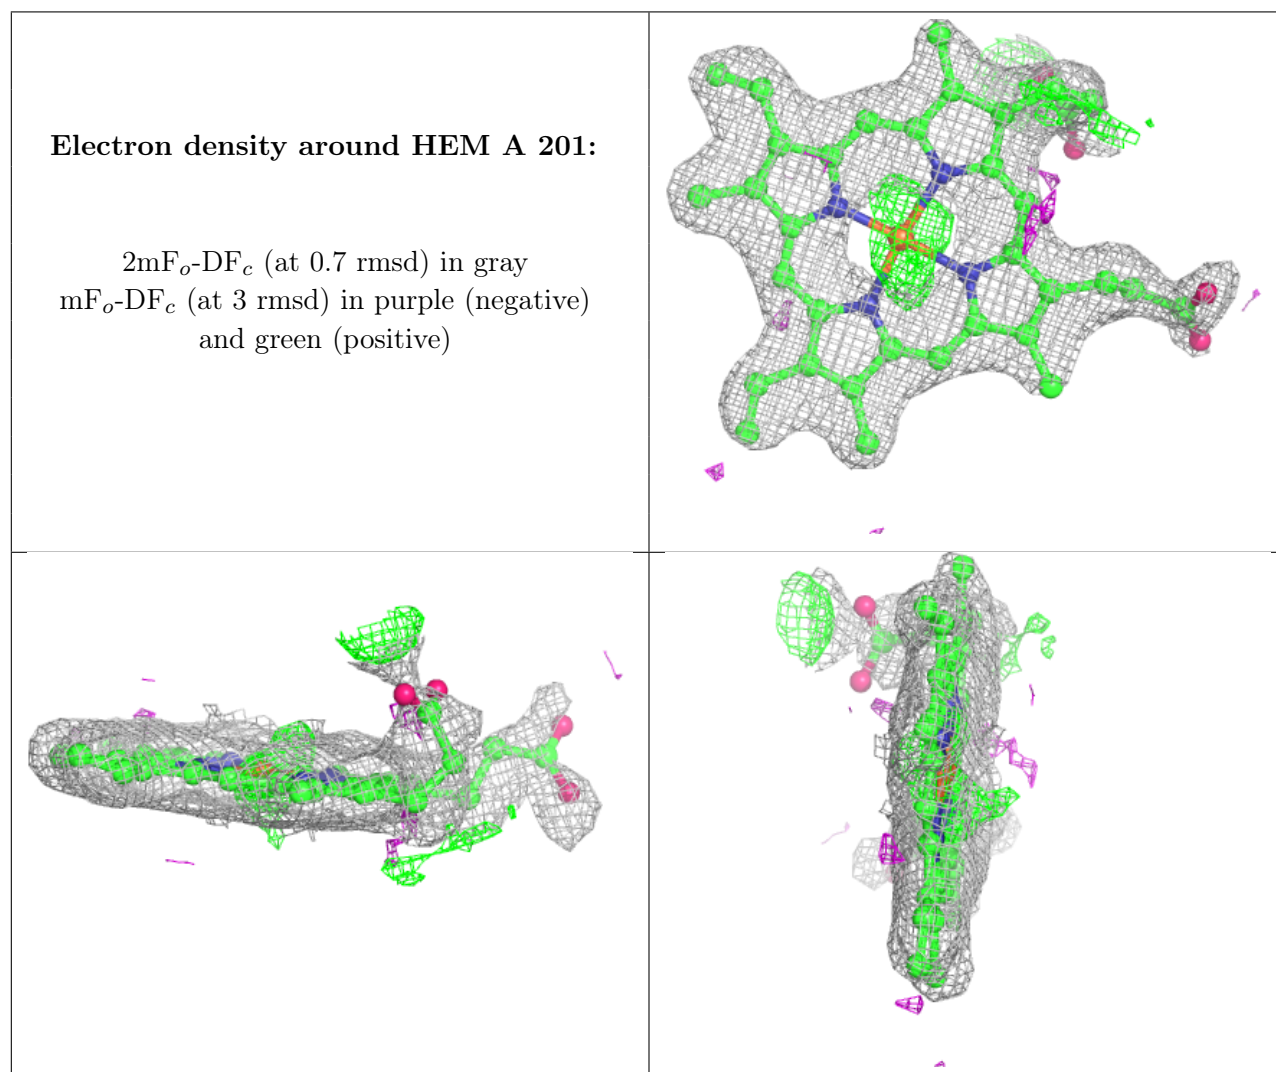 Electron density around HEM A 201:
2mFo-DFc (at 0.7 rmsd) in gray
mFo-DFc (at 3 rmsd) in purple (negative)
and green (positive)